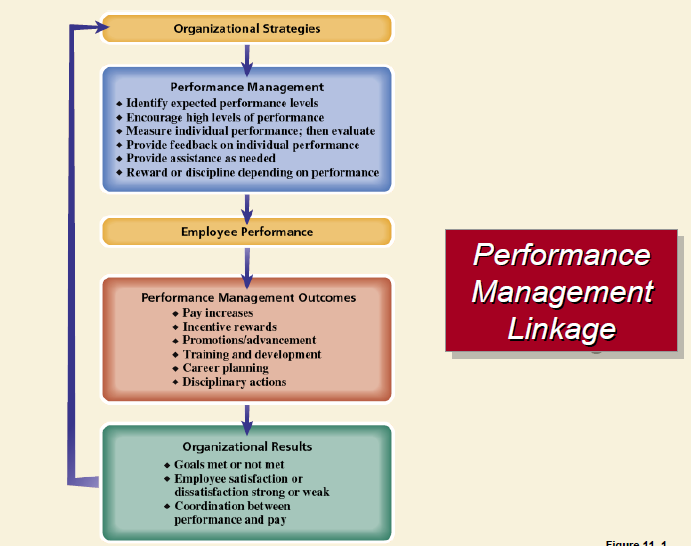 Organizational Strategies
Performance Management
◆ Identify expected performance levels
◆ Encourage high levels of performance
◆ Measure individual performance; then evaluate
◆ Provide feedback on individual performance
◆ Provide assistance as needed
◆ Reward or discipline depending on performance
Employee Performance
Performance Management Outcomes
◆ Pay increases
◆ Incentive rewards
◆ Promotions/advancement
◆ Training and development
◆ Career planning
◆ Disciplinary actions
Organizational Results
◆ Goals met or not met
◆ Employee satisfaction or
dissatisfaction strong or weak
◆ Coordination between
performance and pay
Performance
Management
Linkage
Figure 11–1